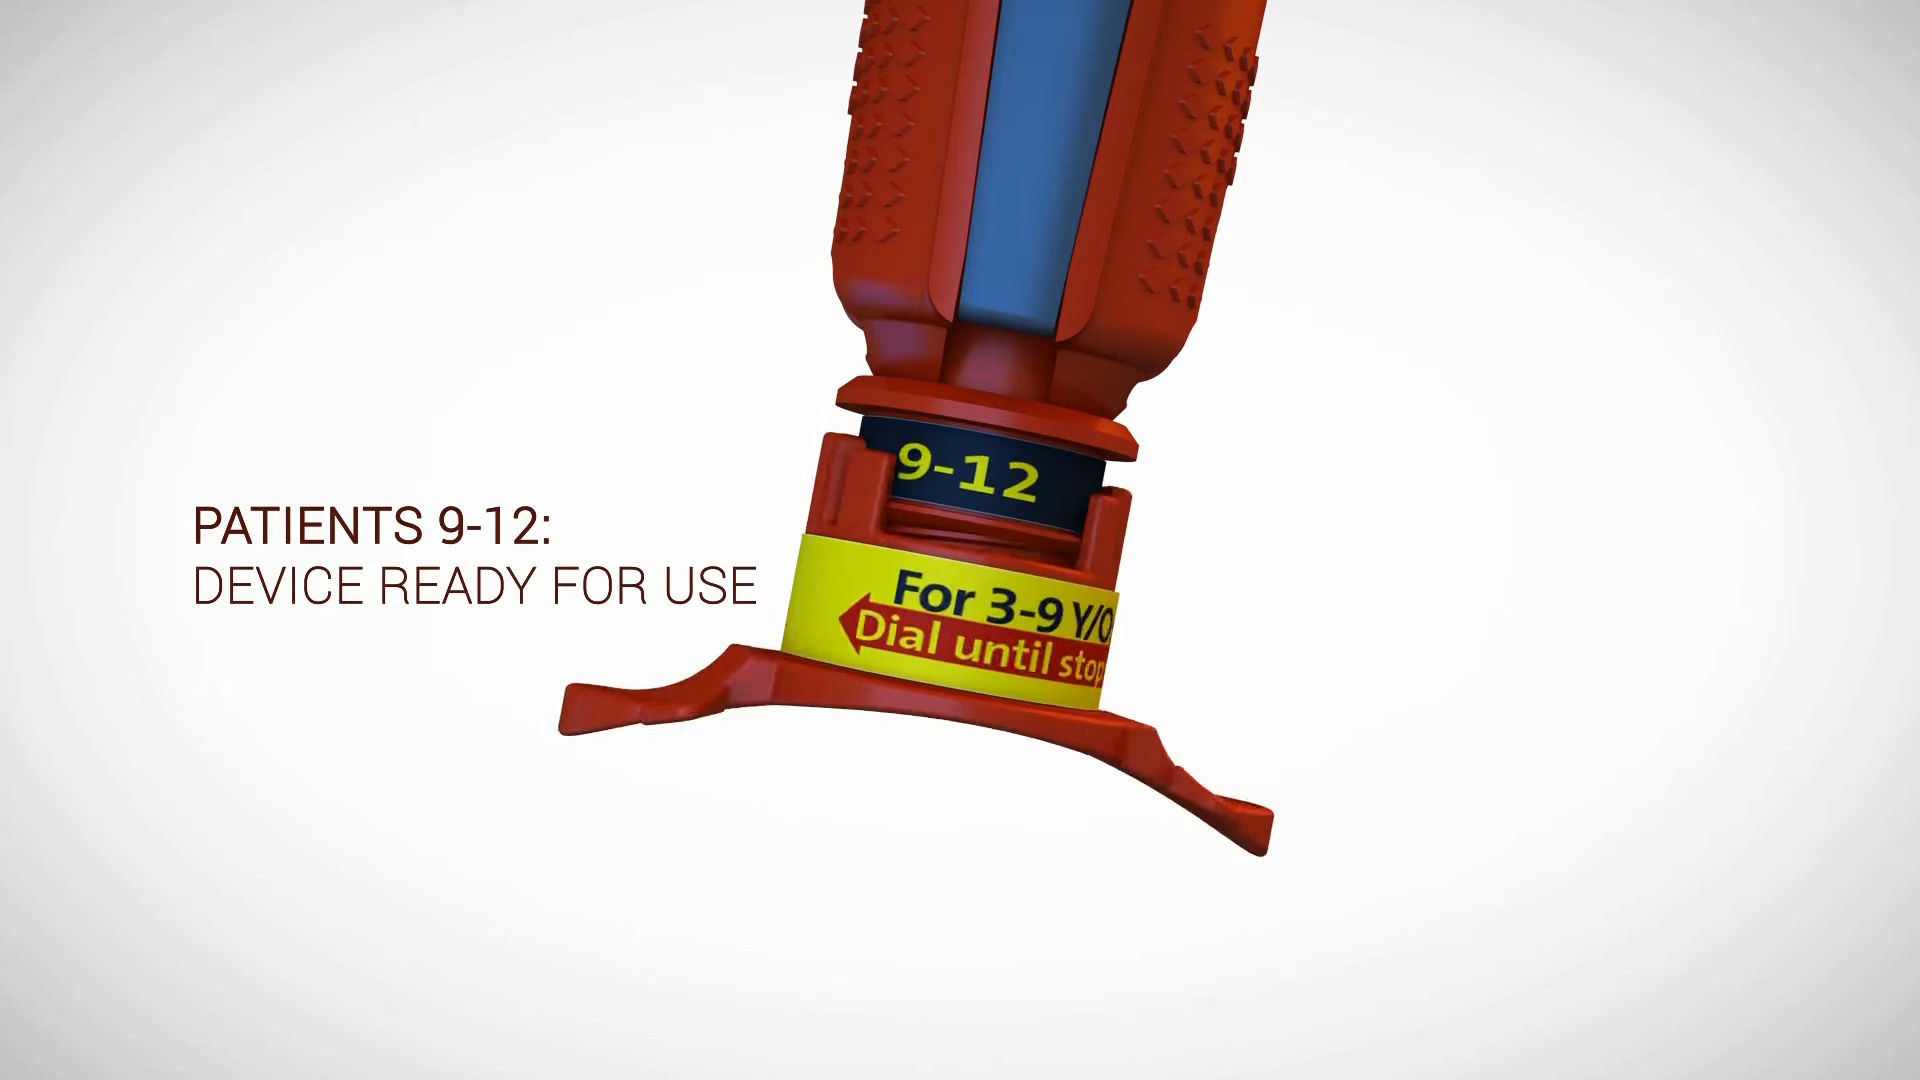 9-12
PATIENTS 9-12:
DEVICE READY FOR USE
For 3-9 Y/O
Dial until stop